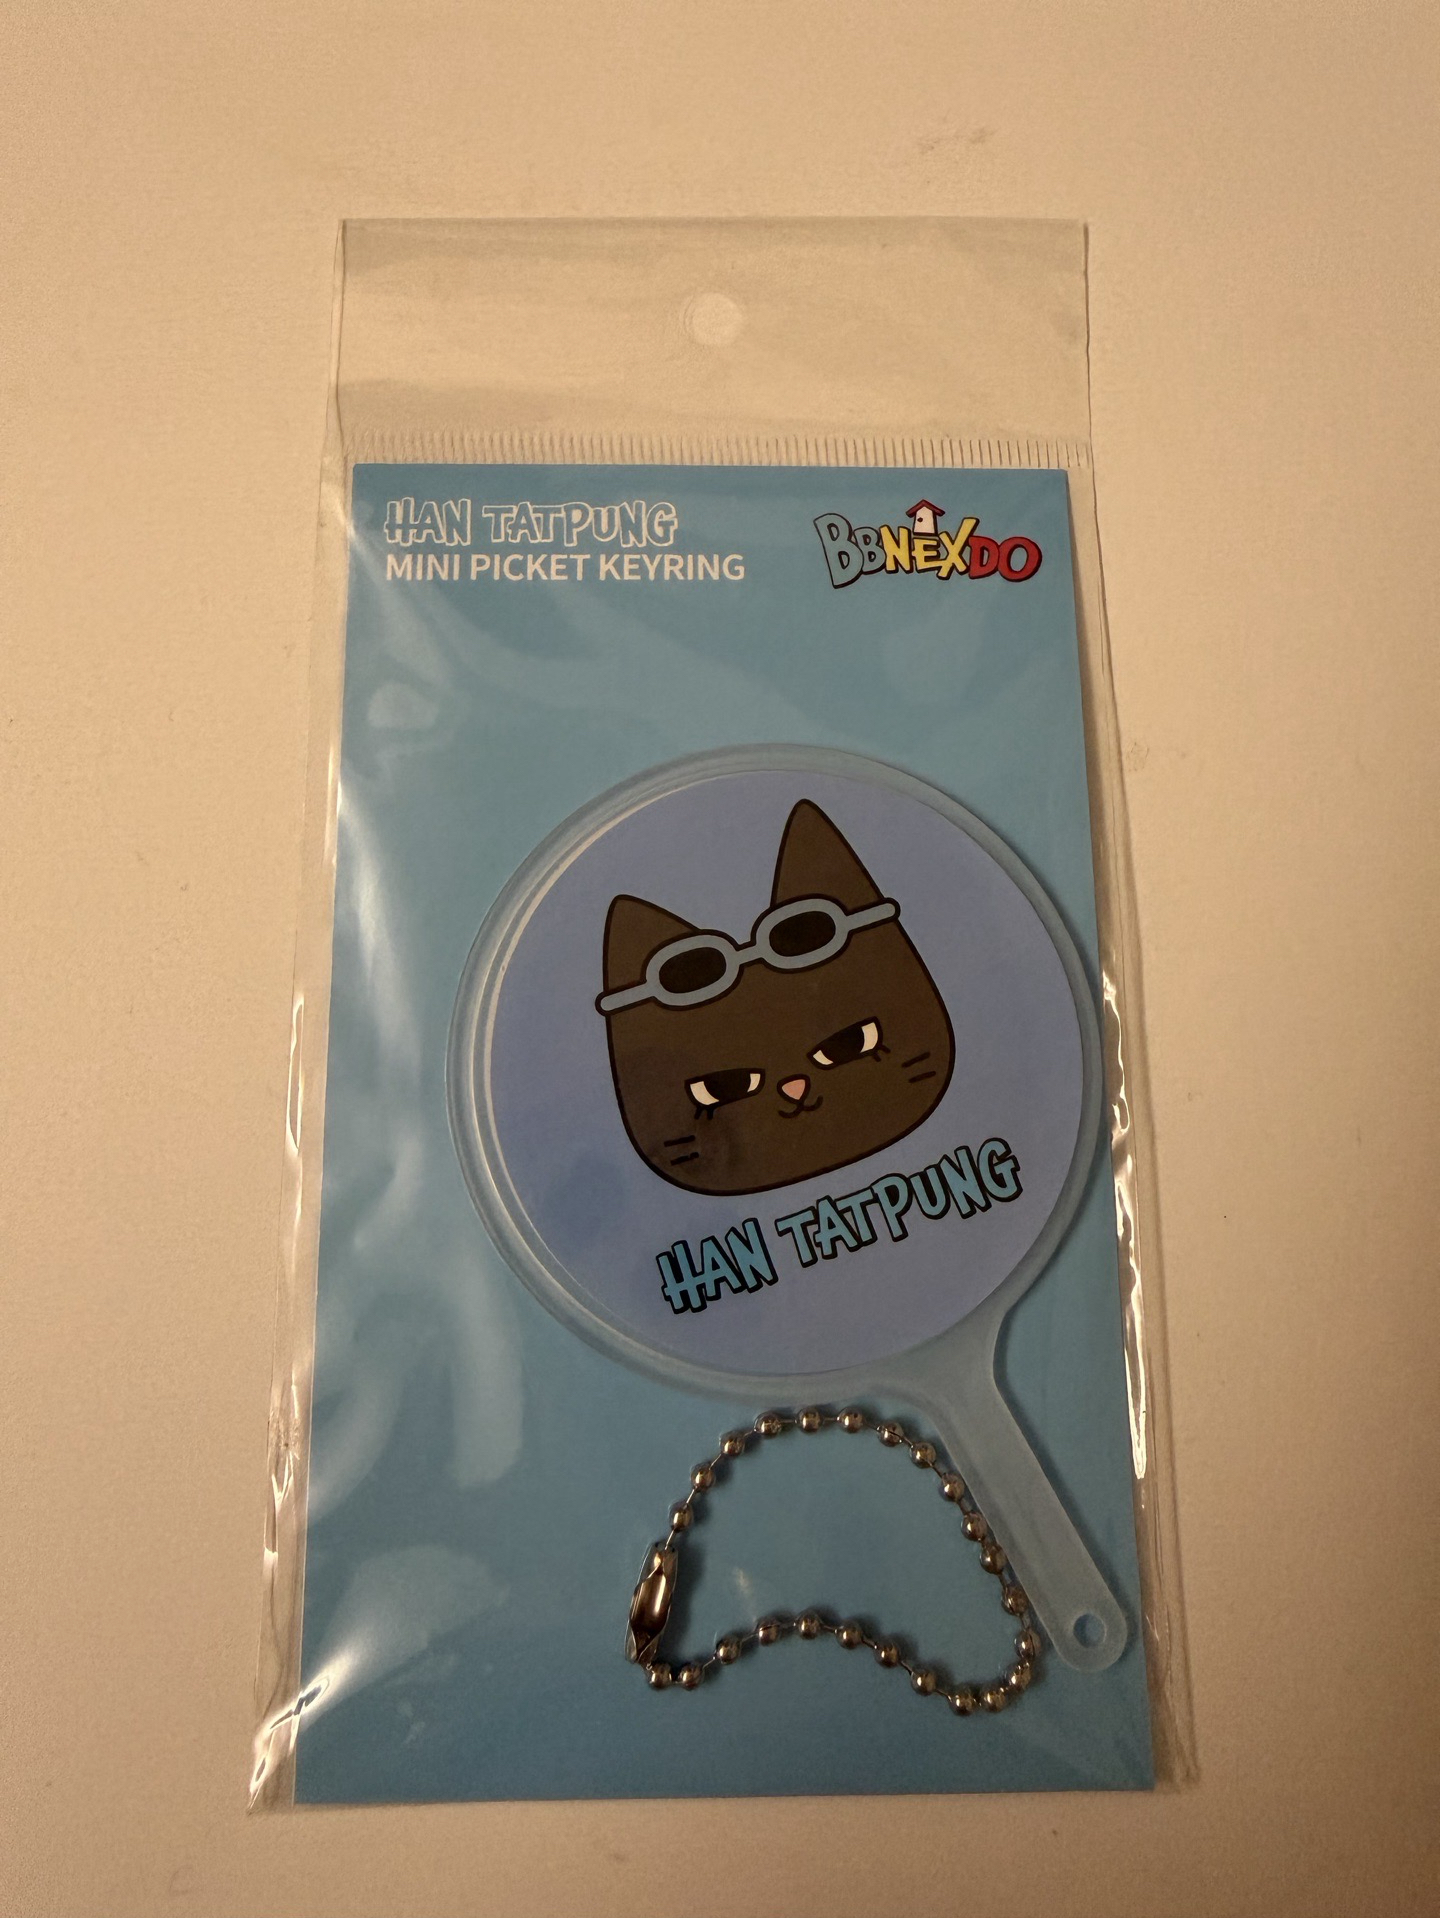 HAN TATPUNG
MINI PICKET KEYRING
BBNEXDO
HAN TATPUNG